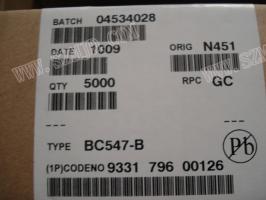 BATCH 04534028
DATE 1009 ORIG N451
QTY 5000 RPC GC
---
---
TYPE BC547-B Pb
(1P)CODENO 9331 796 00126